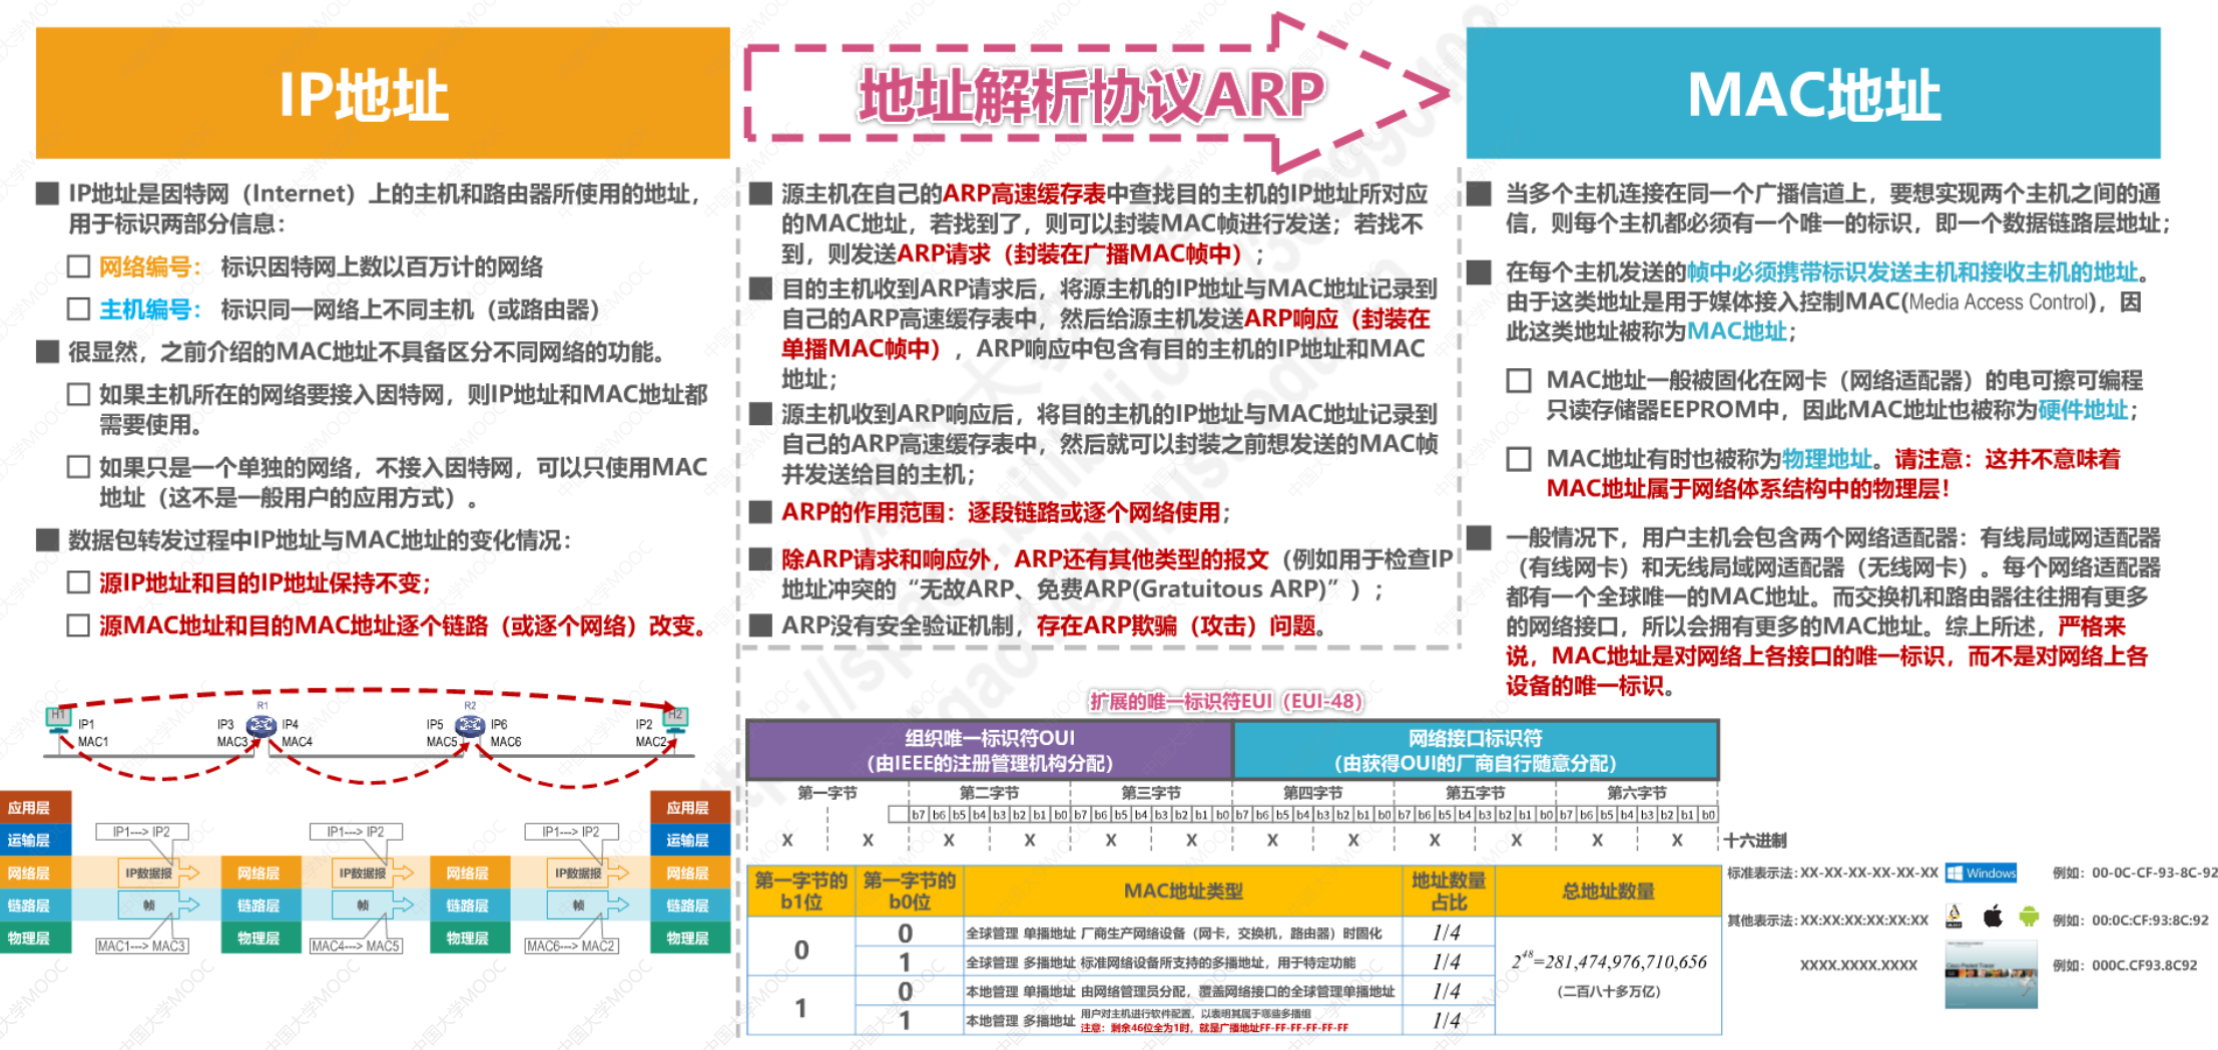 IP地址
地址解析协议ARP
MAC地址
IP地址是因特网（Internet）上的主机和路由器所使用的地址，
用于标识两部分信息：
网络编号： 标识因特网上数以百万计的网络
主机编号： 标识同一网络上不同主机（或路由器）
很显然，之前介绍的MAC地址不具备区分不同网络的功能。
如果主机所在的网络要接入因特网，则IP地址和MAC地址都
需要使用。
如果只是一个单独的网络，不接入因特网，可以只使用MAC
地址（这不是一般用户的应用方式）。
数据包转发过程中IP地址与MAC地址的变化情况：
源IP地址和目的IP地址保持不变；
源MAC地址和目的MAC地址逐个链路（或逐个网络）改变。
H1
IP1
MAC1
R1
IP3
MAC3
IP4
MAC4
R2
IP5
MAC5
IP6
MAC6
H2
IP2
MAC2
应用层
运输层
网络层
链路层
物理层
IP1---> IP2
IP数据报
帧
MAC1---> MAC3
网络层
链路层
物理层
IP1---> IP2
IP数据报
帧
MAC4---> MAC5
网络层
链路层
物理层
IP1---> IP2
IP数据报
帧
MAC6---> MAC2
应用层
运输层
网络层
链路层
物理层
源主机在自己的ARP高速缓存表中查找目的主机的IP地址所对应
的MAC地址，若找到了，则可以封装MAC帧进行发送；若找不
到，则发送ARP请求（封装在广播MAC帧中）；
目的主机收到ARP请求后，将源主机的IP地址与MAC地址记录到
自己的ARP高速缓存表中，然后给源主机发送ARP响应（封装在
单播MAC帧中），ARP响应中包含有目的主机的IP地址和MAC
地址；
源主机收到ARP响应后，将目的主机的IP地址与MAC地址记录到
自己的ARP高速缓存表中，然后就可以封装之前想发送的MAC帧
并发送给目的主机；
ARP的作用范围：逐段链路或逐个网络使用；
除ARP请求和响应外，ARP还有其他类型的报文（例如用于检查IP
地址冲突的“无故ARP、免费ARP(Gratuitous ARP)”）；
ARP没有安全验证机制，存在ARP欺骗（攻击）问题。
当多个主机连接在同一个广播信道上，要想实现两个主机之间的通
信，则每个主机都必须有一个唯一的标识，即一个数据链路层地址；
在每个主机发送的帧中必须携带标识发送主机和接收主机的地址。
由于这类地址是用于媒体接入控制MAC(Media Access Control)，因
此这类地址被称为MAC地址；
MAC地址一般被固化在网卡（网络适配器）的电可擦可编程
只读存储器EEPROM中，因此MAC地址也被称为硬件地址；
MAC地址有时也被称为物理地址。请注意：这并不意味着
MAC地址属于网络体系结构中的物理层！
一般情况下，用户主机会包含两个网络适配器：有线局域网适配器
（有线网卡）和无线局域网适配器（无线网卡）。每个网络适配器
都有一个全球唯一的MAC地址。而交换机和路由器往往拥有更多
的网络接口，所以会拥有更多的MAC地址。综上所述，严格来
说，MAC地址是对网络上各接口的唯一标识，而不是对网络上各
设备的唯一标识。
扩展的唯一标识符EUI（EUI-48）
组织唯一标识符OUI
（由IEEE的注册管理机构分配）
网络接口标识符
（由获得OUI的厂商自行随意分配）
第一字节 第二字节 第三字节 第四字节 第五字节 第六字节
b7 b6 b5 b4 b3 b2 b1 b0 b7 b6 b5 b4 b3 b2 b1 b0 b7 b6 b5 b4 b3 b2 b1 b0 b7 b6 b5 b4 b3 b2 b1 b0 b7 b6 b5 b4 b3 b2 b1 b0
X X X X X X X X X X X X 十六进制
第一字节的b1位 第一字节的b0位 MAC地址类型 地址数量占比 总地址数量
0 0 全球管理 单播地址 厂商生产网络设备（网卡，交换机，路由器）时固化 1/4
1 全球管理 多播地址 标准网络设备所支持的多播地址，用于特定功能 1/4
1 0 本地管理 单播地址 由网络管理员分配，覆盖网络接口的全球管理单播地址 1/4
1 本地管理 多播地址 用户对主机进行软件配置，以表明其属于哪些多播组 1/4
注意：剩余46位全为1时，就是广播地址FF-FF-FF-FF-FF-FF
2^48=281,474,976,710,656
（二百八十多万亿）
标准表示法：XX-XX-XX-XX-XX-XX Windows 例如：00-0C-CF-93-8C-92
其他表示法：XX:XX:XX:XX:XX:XX 例如：00:0C:CF:93:8C:92
XXXX.XXXX.XXXX 例如：000C.CF93.8C92
中国大学MOOC